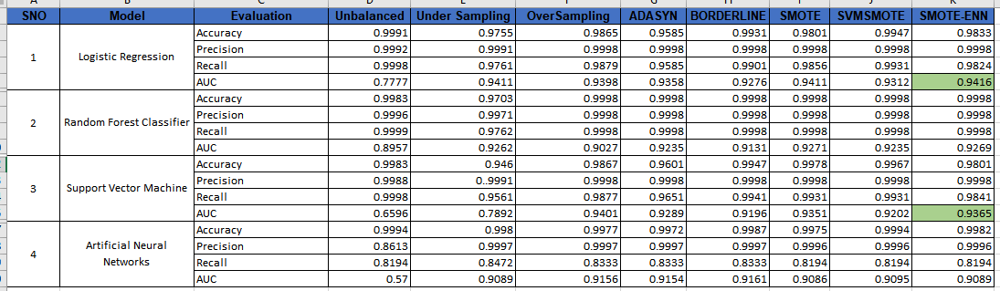 SNO Model Evaluation Unbalanced Under Sampling OverSampling ADASYN BORDERLINE SMOTE SVMSMOTE SMOTE-ENN
1 Logistic Regression Accuracy 0.9991 0.9755 0.9865 0.9585 0.9931 0.9801 0.9947 0.9833
Precision 0.9992 0.9991 0.9998 0.9998 0.9998 0.9998 0.9998 0.9998
Recall 0.9998 0.9761 0.9879 0.9585 0.9901 0.9856 0.9931 0.9824
AUC 0.7777 0.9411 0.9398 0.9358 0.9276 0.9411 0.9312 0.9416
2 Random Forest Classifier Accuracy 0.9983 0.9703 0.9998 0.9998 0.9998 0.9998 0.9998 0.9998
Precision 0.9996 0.9971 0.9998 0.9998 0.9998 0.9998 0.9998 0.9998
Recall 0.9999 0.9762 0.9998 0.9998 0.9998 0.9998 0.9998 0.9998
AUC 0.8957 0.9262 0.9027 0.9235 0.9131 0.9271 0.9235 0.9269
3 Support Vector Machine Accuracy 0.9983 0.946 0.9867 0.9601 0.9947 0.9978 0.9967 0.9801
Precision 0.9988 0..9991 0.9998 0.9998 0.9998 0.9998 0.9998 0.9998
Recall 0.9998 0.9561 0.9877 0.9651 0.9941 0.9931 0.9931 0.9841
AUC 0.6596 0.7892 0.9401 0.9289 0.9196 0.9351 0.9202 0.9365
4 Artificial Neural Networks Accuracy 0.9994 0.998 0.9977 0.9972 0.9987 0.9975 0.9994 0.9982
Precision 0.8613 0.9997 0.9997 0.9997 0.9997 0.9996 0.9996 0.9996
Recall 0.8194 0.8472 0.8333 0.8333 0.8333 0.8194 0.8194 0.8194
AUC 0.57 0.9089 0.9156 0.9154 0.9161 0.9086 0.9095 0.9089